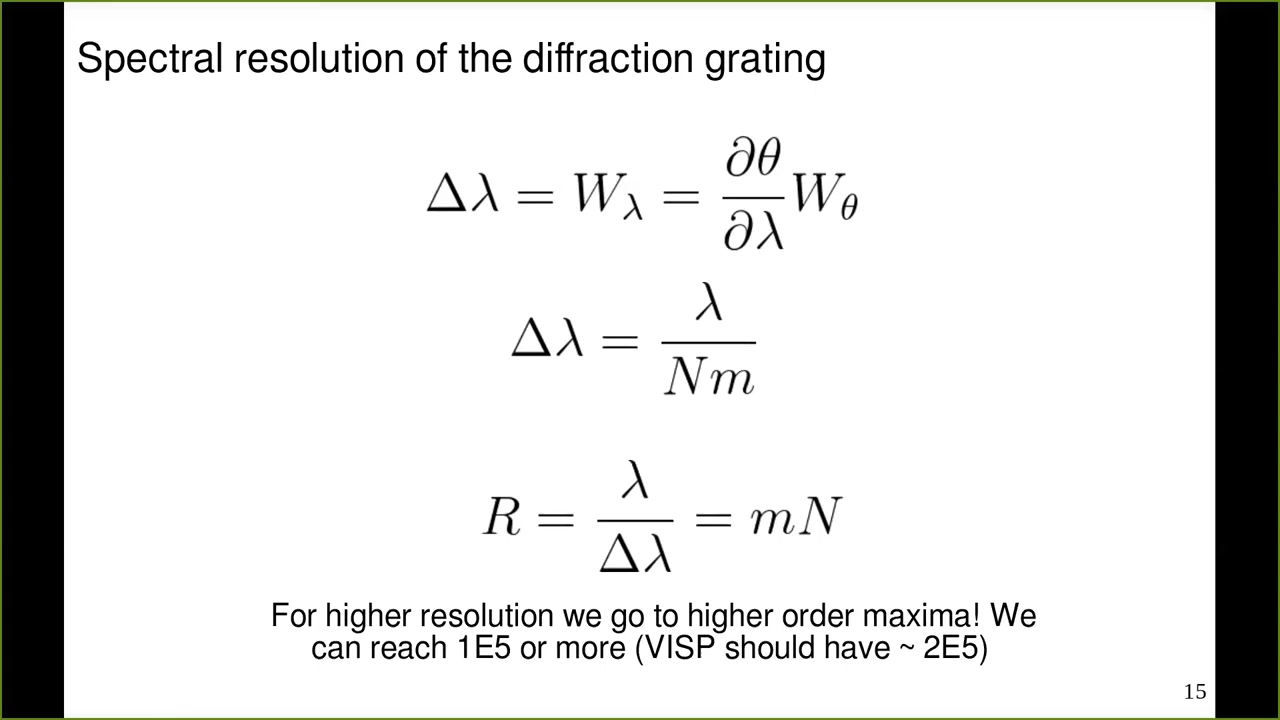 Spectral resolution of the diffraction grating
Δλ = W_λ = ∂θ/∂λ W_θ
Δλ = λ/Nm
R = λ/Δλ = mN
For higher resolution we go to higher order maxima! We
can reach 1E5 or more (VISP should have ~ 2E5)
15